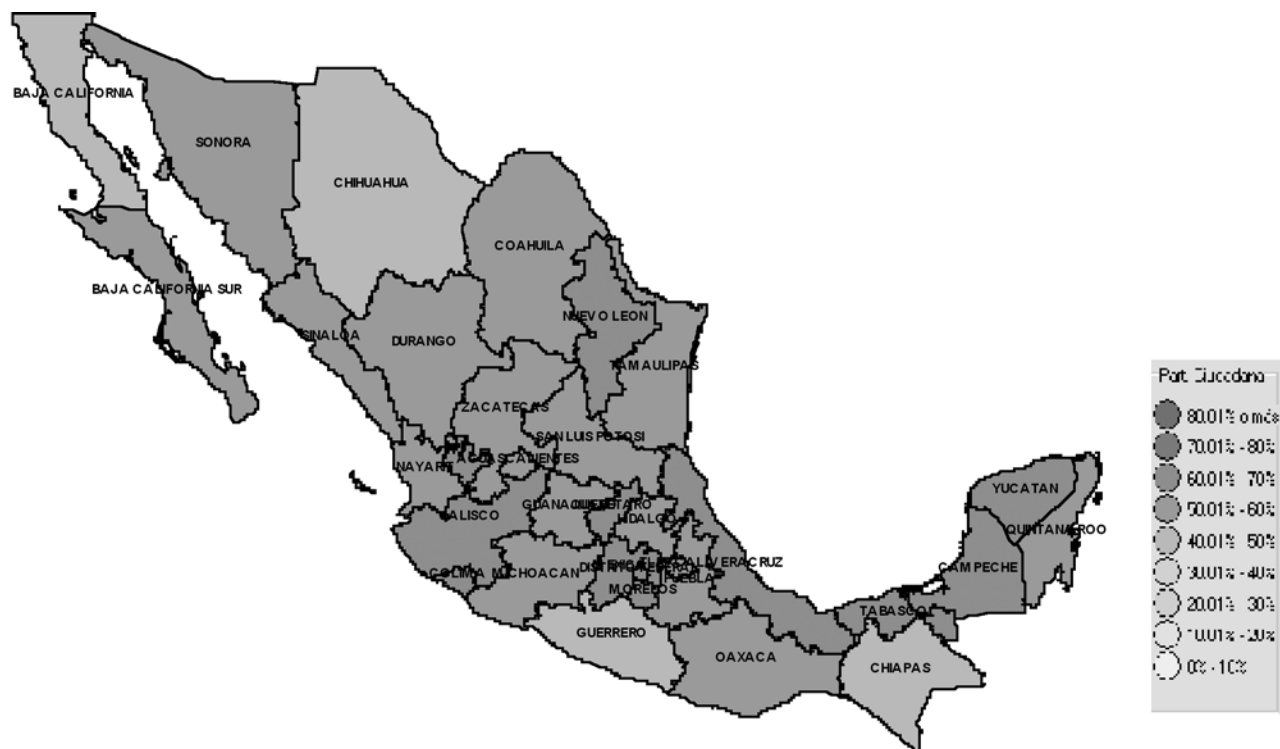 BAJA CALIFORNIA
SONORA
CHIHUAHUA
COAHUILA
BAJA CALIFORNIA SUR
NUEVO LEON
SINALOA
DURANGO
TAMAULIPAS
ZACATECAS
SAN LUIS POTOSI
AGUASCALIENTES
NAYARIT
YUCATAN
JALISCO
HIDALGO
QUINTANA ROO
COLIMA
MICHOACAN
VERACRUZ
CAMPECHE
PUEBLA
MORELOS
TABASCO
GUERRERO
OAXACA
CHIAPAS
Part. Ciudadana
80.01% o más
70.01% - 80%
60.01% - 70%
50.01% - 60%
40.01% - 50%
30.01% - 40%
20.01% - 30%
10.01% - 20%
0% - 10%